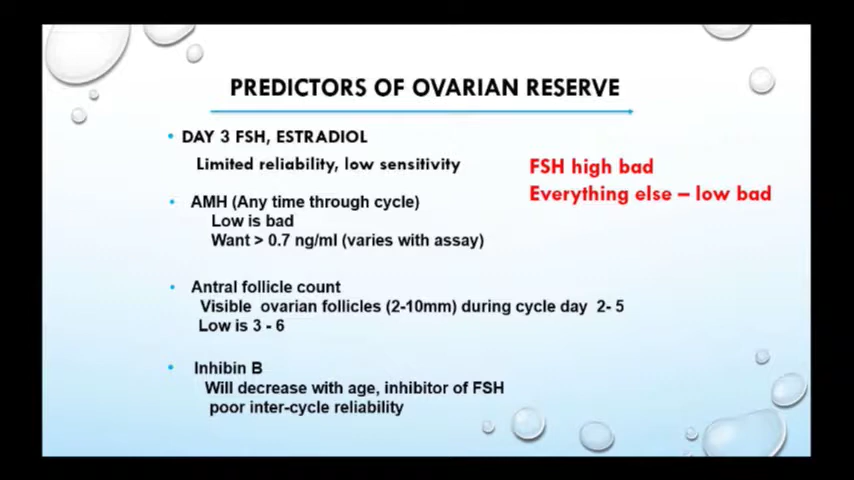 PREDICTORS OF OVARIAN RESERVE
• DAY 3 FSH, ESTRADIOL
Limited reliability, low sensitivity
FSH high bad
Everything else – low bad
• AMH (Any time through cycle)
Low is bad
Want > 0.7 ng/ml (varies with assay)
• Antral follicle count
Visible ovarian follicles (2-10mm) during cycle day 2- 5
Low is 3 - 6
• Inhibin B
Will decrease with age, inhibitor of FSH
poor inter-cycle reliability